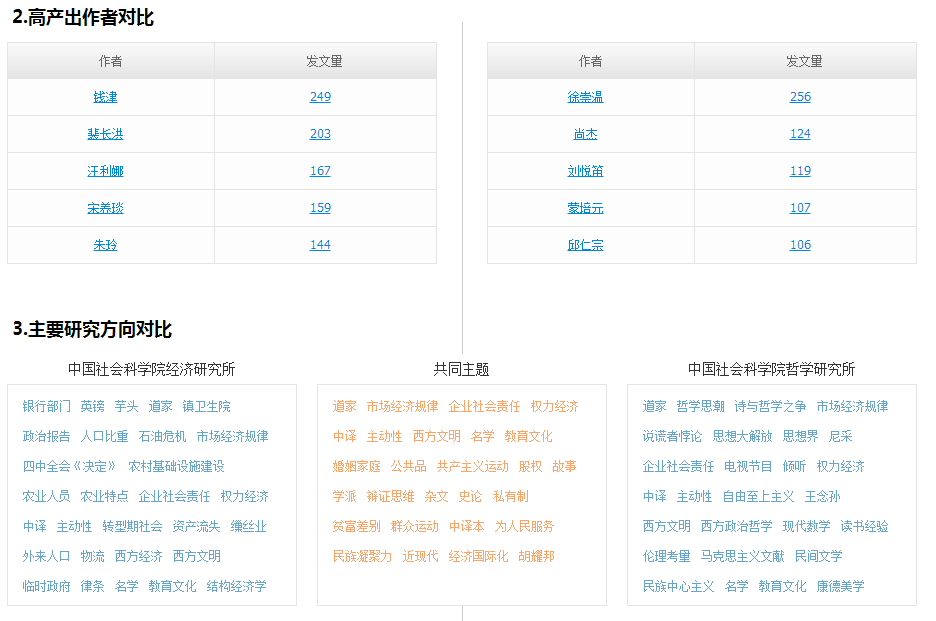 2.高产出作者对比
作者 发文量
钱津 249
裴长洪 203
汪利娜 167
宋养琰 159
朱玲 144
作者 发文量
徐崇温 256
尚杰 124
刘悦笛 119
蒙培元 107
邱仁宗 106
3.主要研究方向对比
中国社会科学院经济研究所
银行部门 英镑 芋头 道家 镇卫生院
政治报告 人口比重 石油危机 市场经济规律
四中全会《决定》 农村基础设施建设
农业人员 农业特点 企业社会责任 权力经济
中译 主动性 转型期社会 资产流失 缫丝业
外来人口 物流 西方经济 西方文明
临时政府 律条 名学 教育文化 结构经济学
共同主题
道家 市场经济规律 企业社会责任 权力经济
中译 主动性 西方文明 名学 教育文化
婚姻家庭 公共品 共产主义运动 股权 故事
学派 辩证思维 杂文 史论 私有制
贫富差别 群众运动 中译本 为人民服务
民族凝聚力 近现代 经济国际化 胡耀邦
中国社会科学院哲学研究所
道家 哲学思潮 诗与哲学之争 市场经济规律
说谎者悖论 思想大解放 思想界 尼采
企业社会责任 电视节目 倾听 权力经济
中译 主动性 自由至上主义 王念孙
西方文明 西方政治哲学 现代数学 读书经验
伦理考量 马克思主义文献 民间文学
民族中心主义 名学 教育文化 康德美学